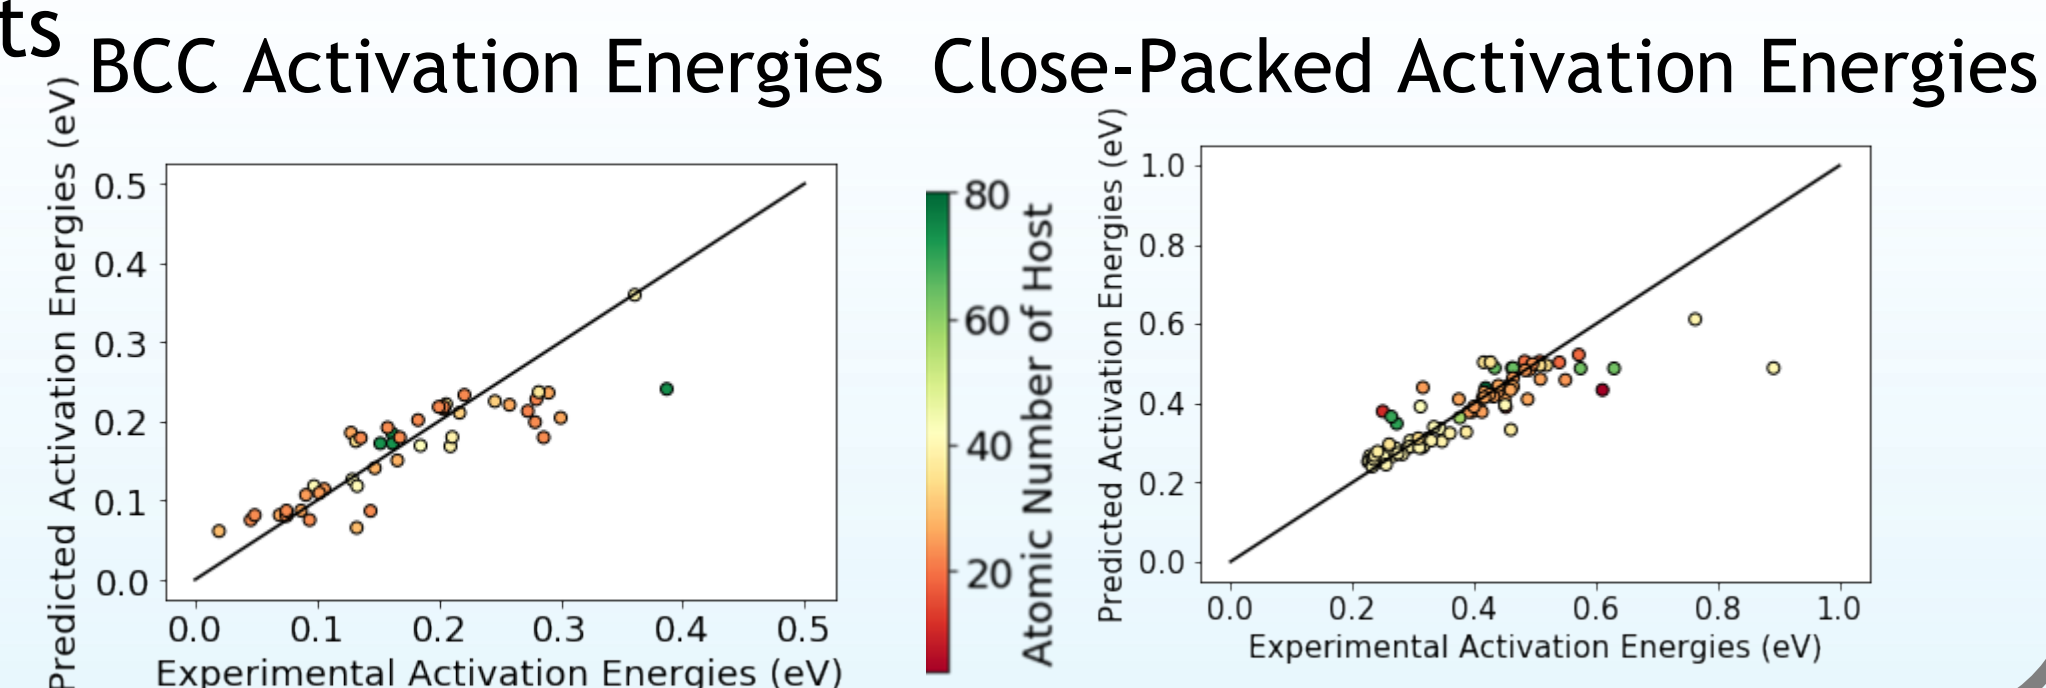 ts
BCC Activation Energies
Predicted Activation Energies (eV)
0.5
0.4
0.3
0.2
0.1
0.0
0.0 0.1 0.2 0.3 0.4 0.5
Experimental Activation Energies (eV)
80
60
40
20
Atomic Number of Host
Close-Packed Activation Energies
Predicted Activation Energies (eV)
1.0
0.8
0.6
0.4
0.2
0.0
0.0 0.2 0.4 0.6 0.8 1.0
Experimental Activation Energies (eV)